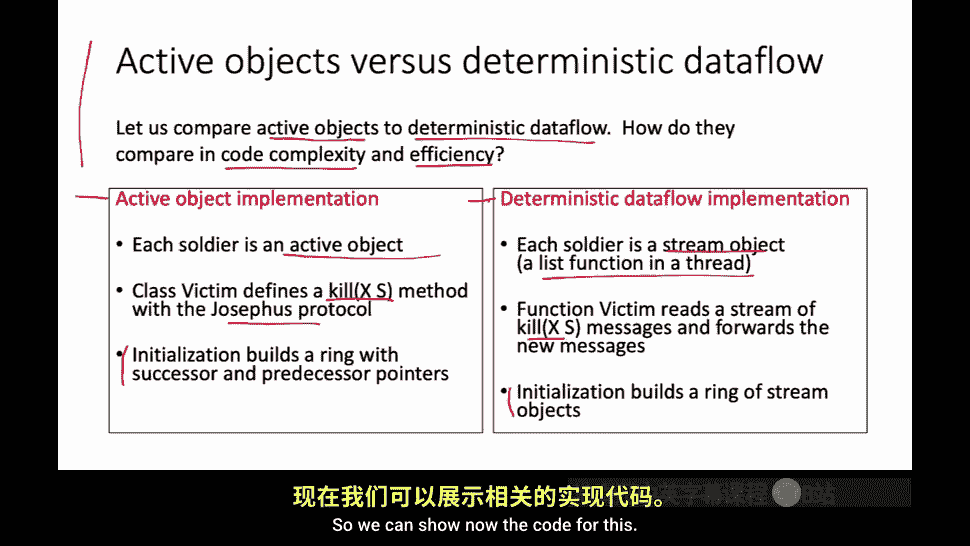 Active objects versus deterministic dataflow
Let us compare active objects to deterministic dataflow. How do they
compare in code complexity and efficiency?
Active object implementation
• Each soldier is an active object
• Class Victim defines a kill(X S) method
with the Josephus protocol
• Initialization builds a ring with
successor and predecessor pointers
Deterministic dataflow implementation
• Each soldier is a stream object
(a list function in a thread)
• Function Victim reads a stream of
kill(X S) messages and forwards the
new messages
• Initialization builds a ring of stream
objects
现在我们可以展示相关的实现代码。
So we can show now the code for this.